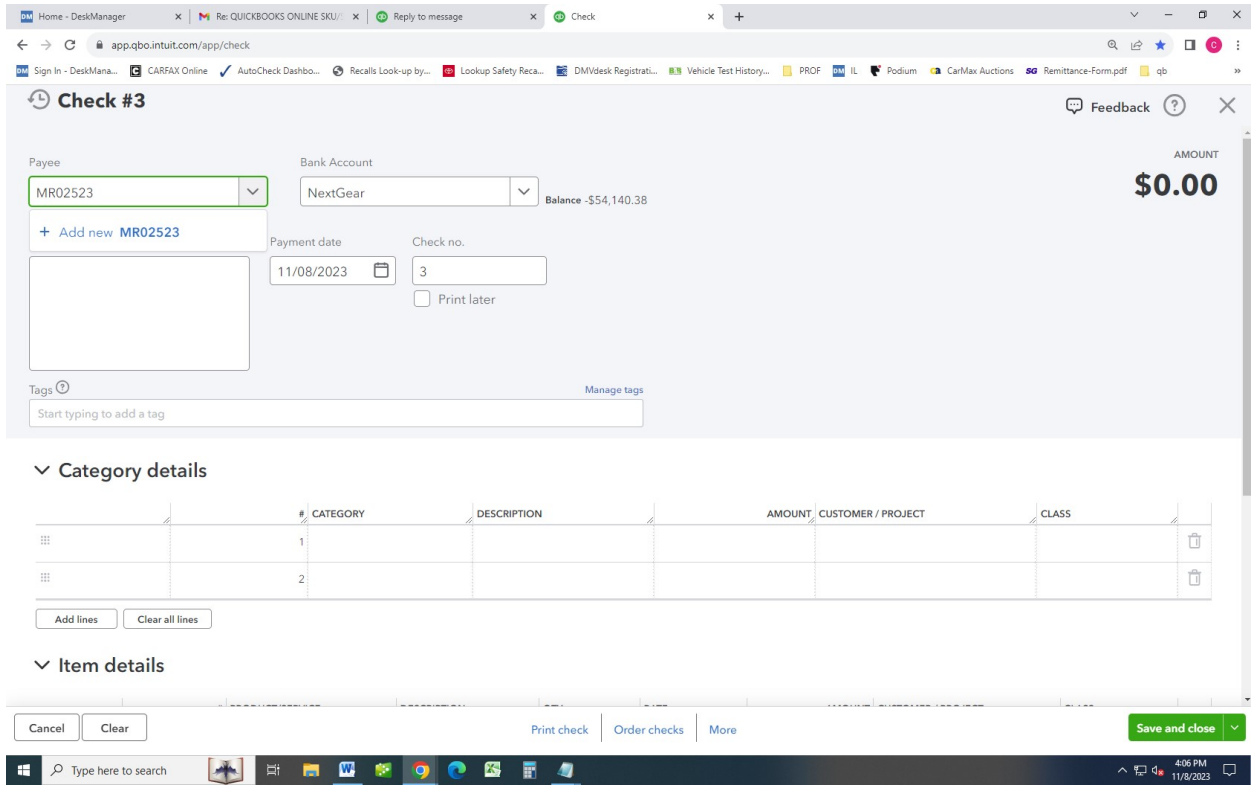 Home - DeskManager
Re: QUICKBOOKS ONLINE SKU/
Reply to message
Check
app.qbo.intuit.com/app/check
Sign In - DeskMana...
CARFAX Online
AutoCheck Dashbo...
Recalls Look-up by...
Lookup Safety Reca...
DMVdesk Registrati...
Vehicle Test History...
PROF
IL
Podium
CarMax Auctions
Remittance-Form.pdf
qb
Check #3
Feedback
AMOUNT
$0.00
Payee
Bank Account
MR02523
NextGear
Balance -$54,140.38
+ Add new MR02523
Payment date
Check no.
11/08/2023
3
Print later
Tags
Manage tags
Start typing to add a tag
Category details
# CATEGORY DESCRIPTION AMOUNT CUSTOMER / PROJECT CLASS
1
2
Add lines
Clear all lines
Item details
Cancel
Clear
Print check
Order checks
More
Save and close
Type here to search
4:06 PM
11/8/2023